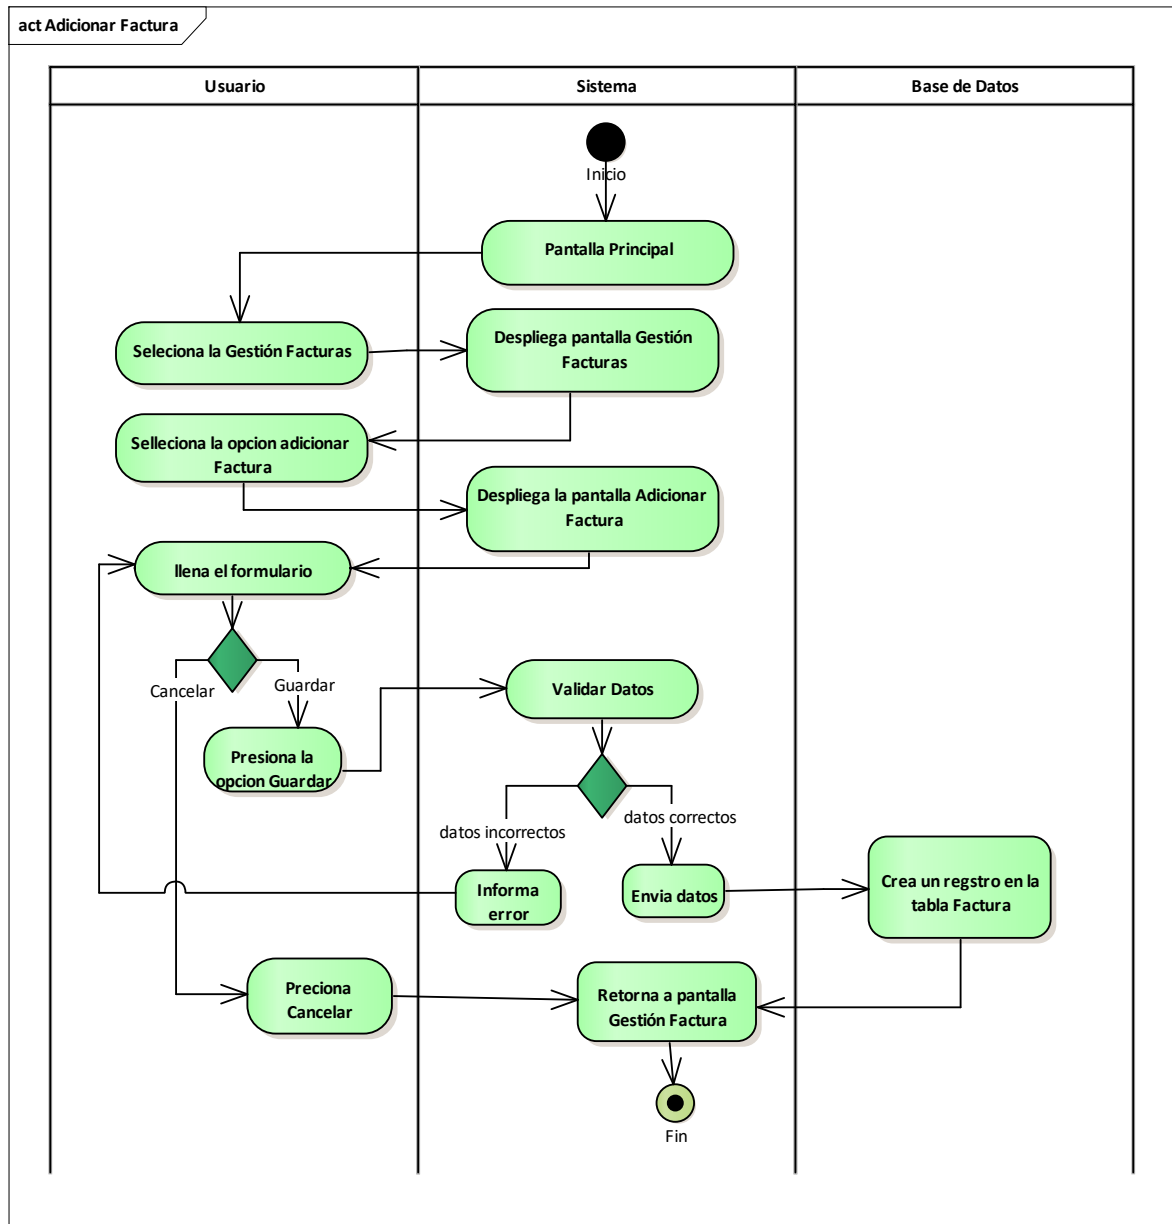 act Adicionar Factura
Usuario
Sistema
Base de Datos
Inicio
Pantalla Principal
Seleciona la Gestión Facturas
Despliega pantalla Gestión
Facturas
Selleciona la opcion adicionar
Factura
Despliega la pantalla Adicionar
Factura
llena el formulario
Cancelar
Guardar
Validar Datos
Presiona la
opcion Guardar
datos incorrectos
datos correctos
Informa
error
Envia datos
Crea un regstro en la
tabla Factura
Preciona
Cancelar
Retorna a pantalla
Gestión Factura
Fin